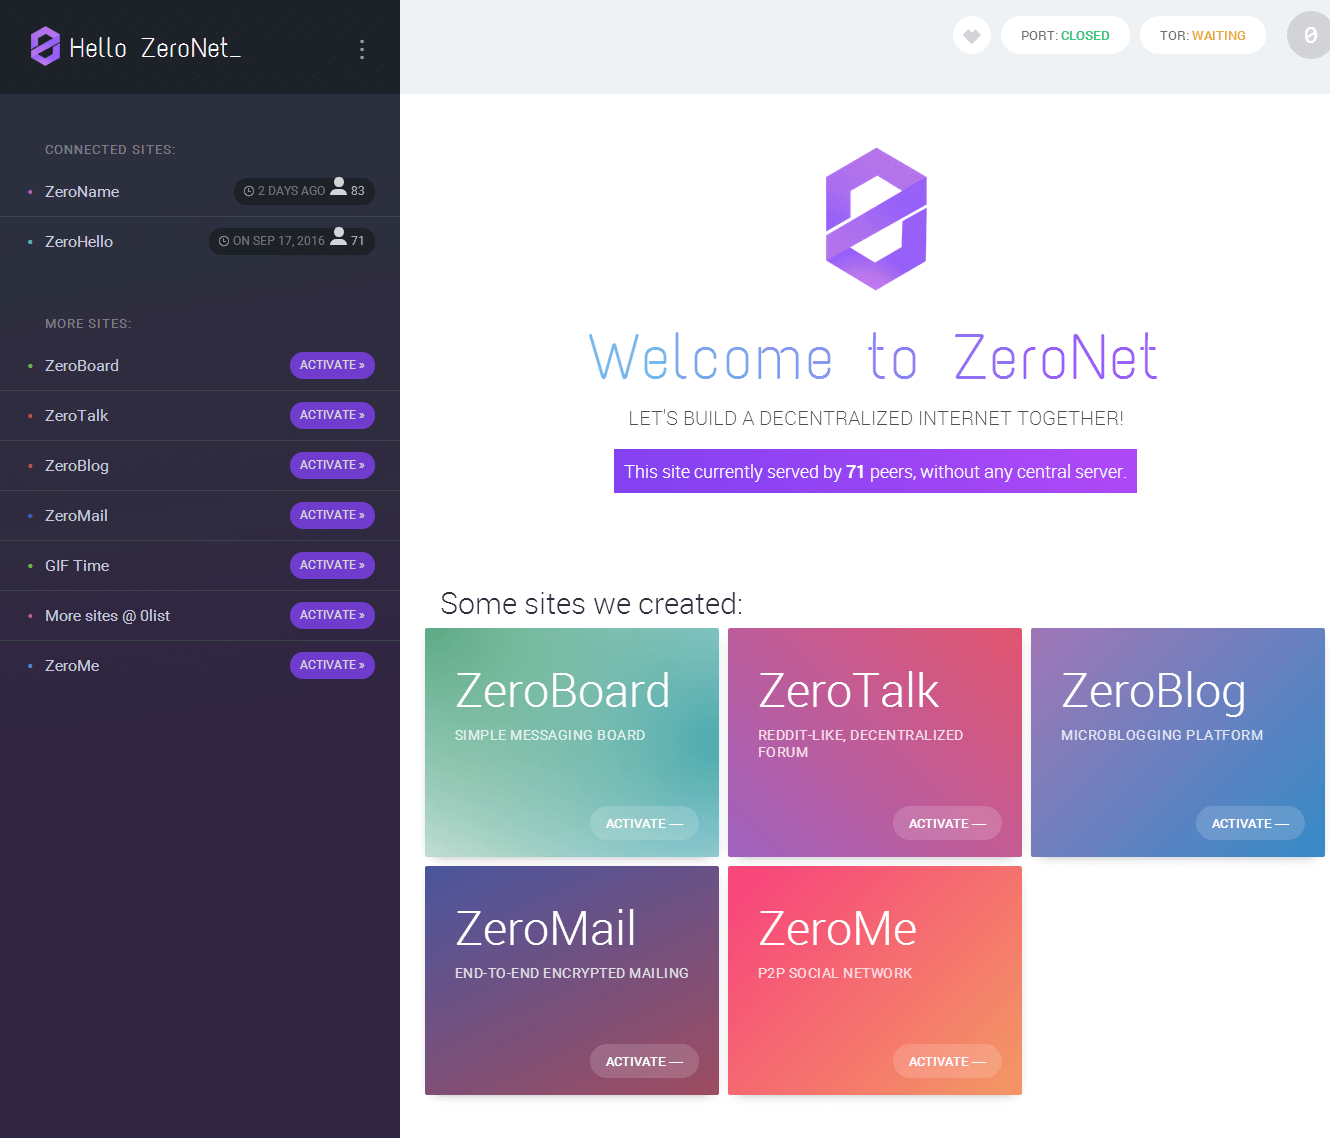 Hello ZeroNet_
PORT: CLOSED
TOR: WAITING
0
CONNECTED SITES:
ZeroName 2 DAYS AGO 83
ZeroHello ON SEP 17, 2016 71
MORE SITES:
ZeroBoard ACTIVATE »
ZeroTalk ACTIVATE »
ZeroBlog ACTIVATE »
ZeroMail ACTIVATE »
GIF Time ACTIVATE »
More sites @ 0list ACTIVATE »
ZeroMe ACTIVATE »
Welcome to ZeroNet
LET'S BUILD A DECENTRALIZED INTERNET TOGETHER!
This site currently served by 71 peers, without any central server.
Some sites we created:
ZeroBoard
SIMPLE MESSAGING BOARD
ACTIVATE —
ZeroTalk
REDDIT-LIKE, DECENTRALIZED
FORUM
ACTIVATE —
ZeroBlog
MICROBLOGGING PLATFORM
ACTIVATE —
ZeroMail
END-TO-END ENCRYPTED MAILING
ACTIVATE —
ZeroMe
P2P SOCIAL NETWORK
ACTIVATE —